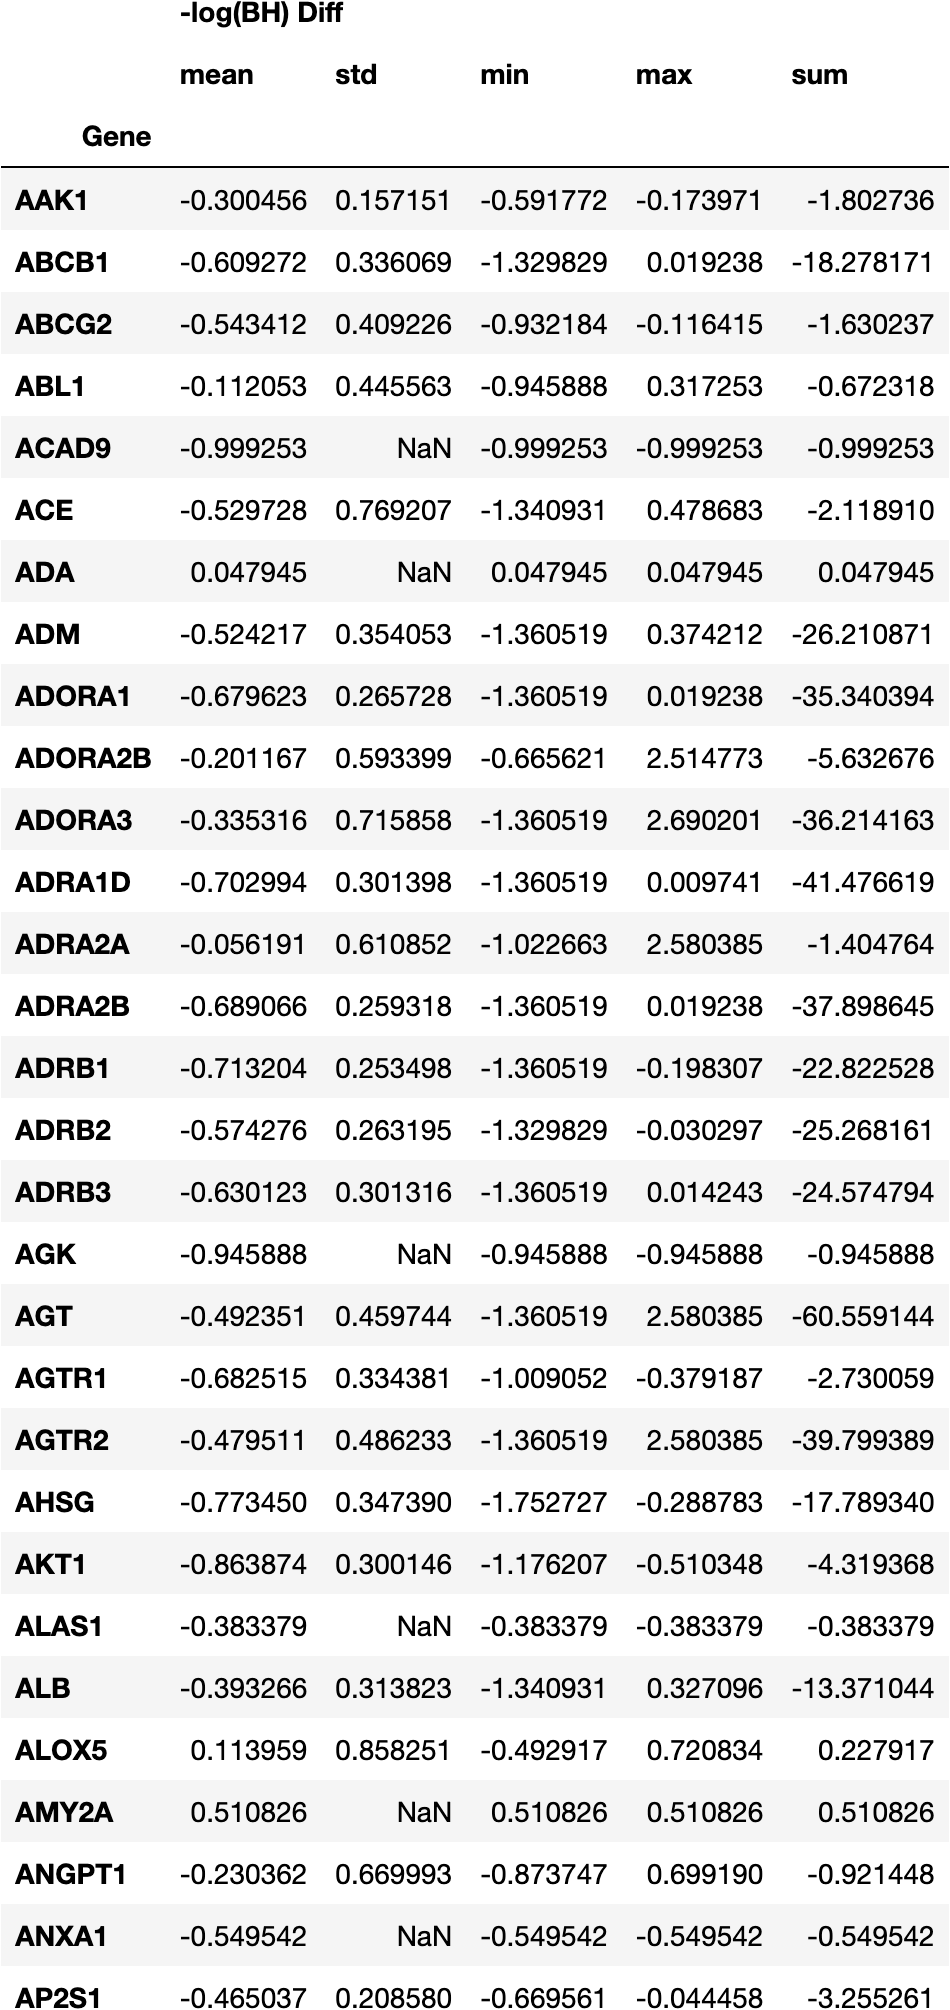 -log(BH) Diff
mean std min max sum
Gene
AAK1 -0.300456 0.157151 -0.591772 -0.173971 -1.802736
ABCB1 -0.609272 0.336069 -1.329829 0.019238 -18.278171
ABCG2 -0.543412 0.409226 -0.932184 -0.116415 -1.630237
ABL1 -0.112053 0.445563 -0.945888 0.317253 -0.672318
ACAD9 -0.999253 NaN -0.999253 -0.999253 -0.999253
ACE -0.529728 0.769207 -1.340931 0.478683 -2.118910
ADA 0.047945 NaN 0.047945 0.047945 0.047945
ADM -0.524217 0.354053 -1.360519 0.374212 -26.210871
ADORA1 -0.679623 0.265728 -1.360519 0.019238 -35.340394
ADORA2B -0.201167 0.593399 -0.665621 2.514773 -5.632676
ADORA3 -0.335316 0.715858 -1.360519 2.690201 -36.214163
ADRA1D -0.702994 0.301398 -1.360519 0.009741 -41.476619
ADRA2A -0.056191 0.610852 -1.022663 2.580385 -1.404764
ADRA2B -0.689066 0.259318 -1.360519 0.019238 -37.898645
ADRB1 -0.713204 0.253498 -1.360519 -0.198307 -22.822528
ADRB2 -0.574276 0.263195 -1.329829 -0.030297 -25.268161
ADRB3 -0.630123 0.301316 -1.360519 0.014243 -24.574794
AGK -0.945888 NaN -0.945888 -0.945888 -0.945888
AGT -0.492351 0.459744 -1.360519 2.580385 -60.559144
AGTR1 -0.682515 0.334381 -1.009052 -0.379187 -2.730059
AGTR2 -0.479511 0.486233 -1.360519 2.580385 -39.799389
AHSG -0.773450 0.347390 -1.752727 -0.288783 -17.789340
AKT1 -0.863874 0.300146 -1.176207 -0.510348 -4.319368
ALAS1 -0.383379 NaN -0.383379 -0.383379 -0.383379
ALB -0.393266 0.313823 -1.340931 0.327096 -13.371044
ALOX5 0.113959 0.858251 -0.492917 0.720834 0.227917
AMY2A 0.510826 NaN 0.510826 0.510826 0.510826
ANGPT1 -0.230362 0.669993 -0.873747 0.699190 -0.921448
ANXA1 -0.549542 NaN -0.549542 -0.549542 -0.549542
AP2S1 -0.465037 0.208580 -0.669561 -0.044458 -3.255261